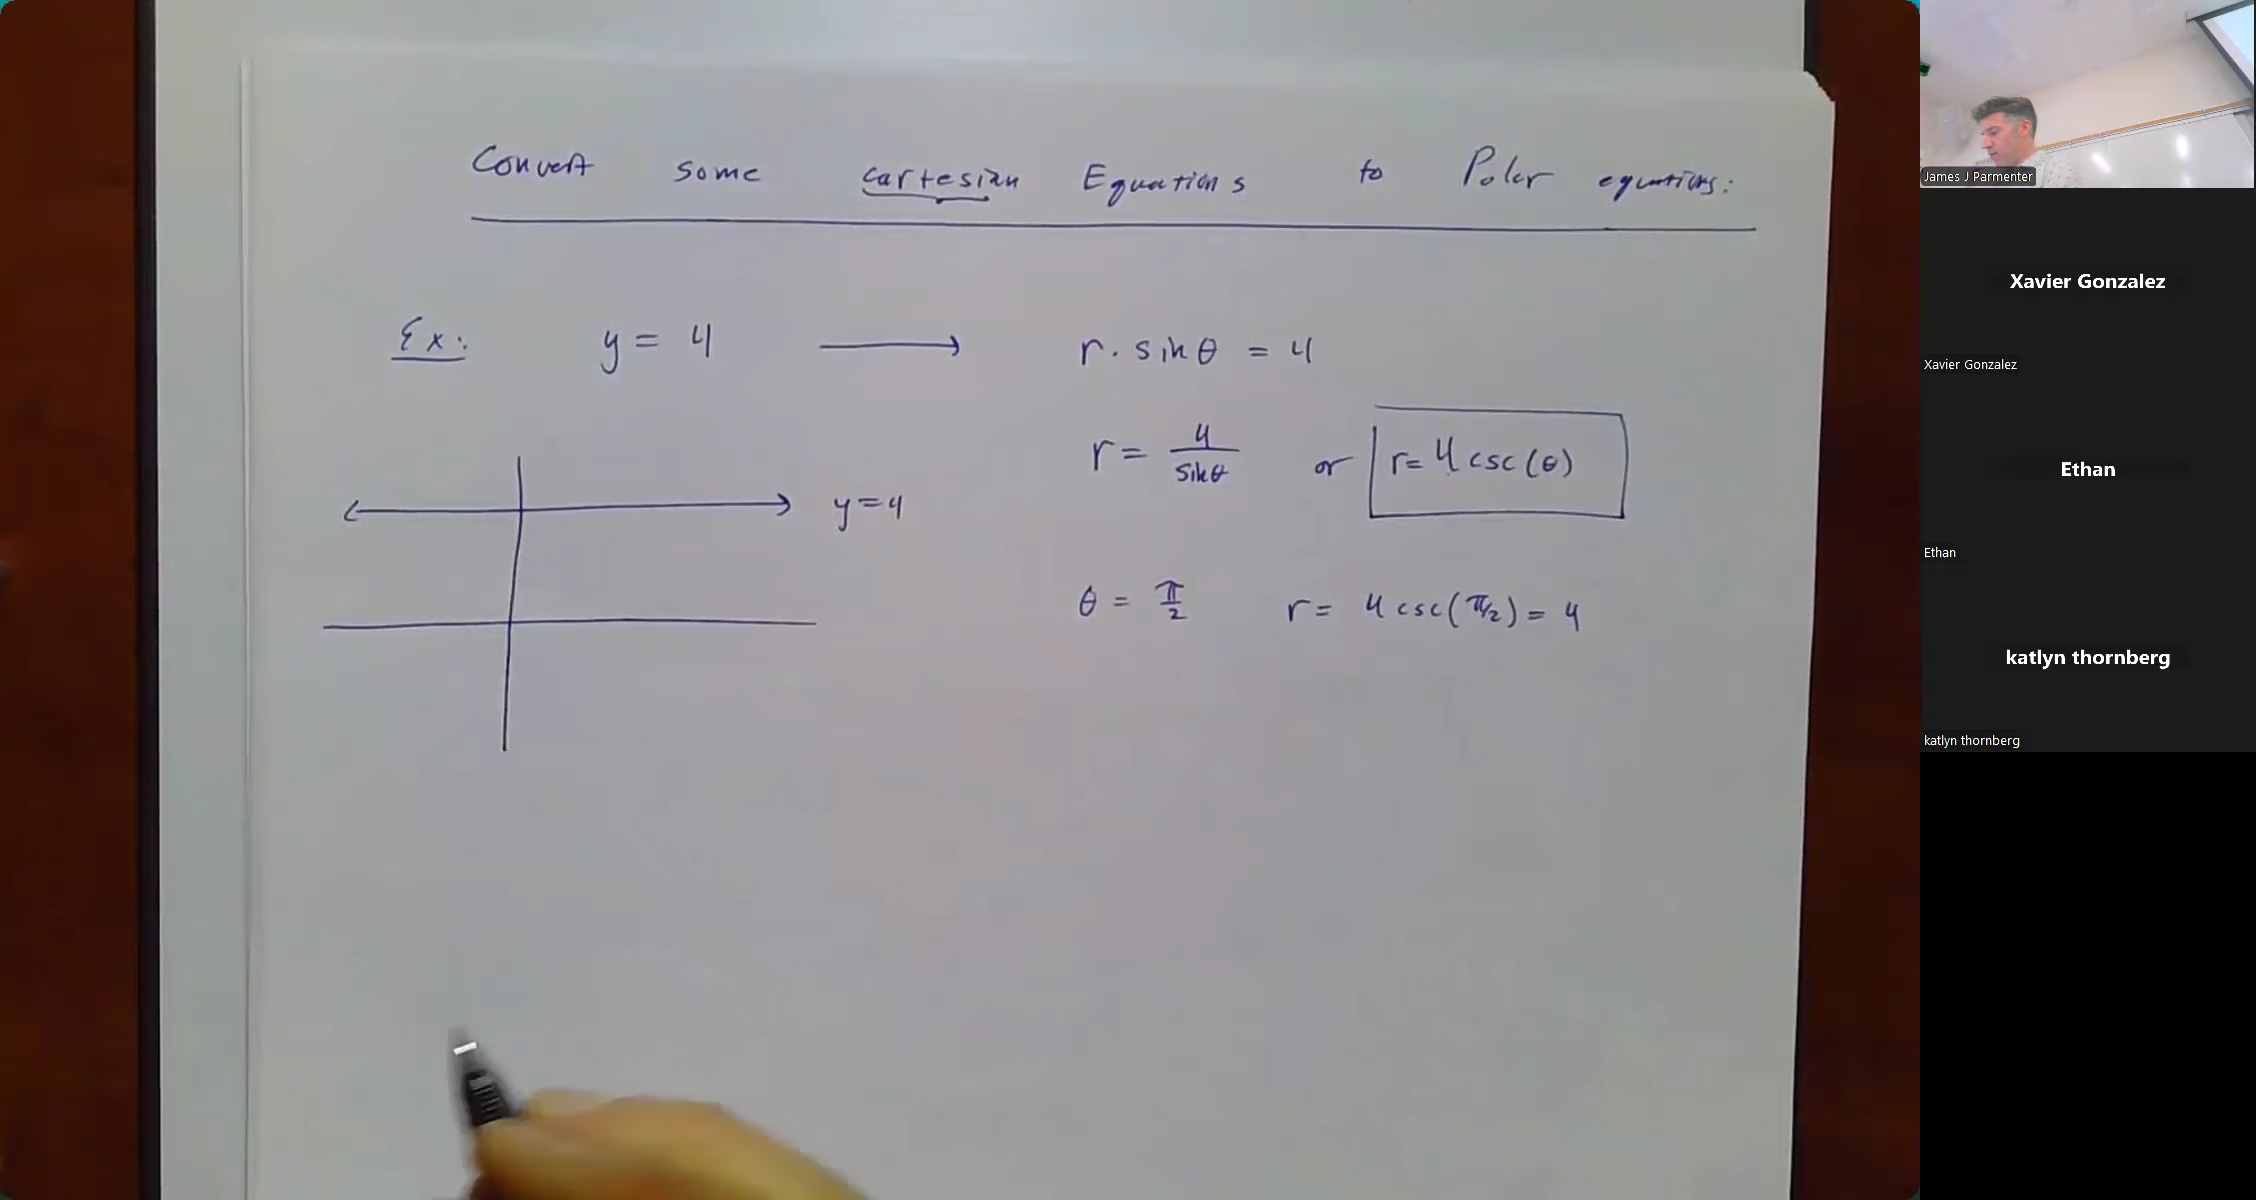 Convert some cartesian Equations to Polar equations:
Ex: y = 4 → r · sin θ = 4
r = 4/sinθ or r = 4 csc(θ)
y = 4
θ = π/2 r = 4 csc(π/2) = 4
James J Parmenter
Xavier Gonzalez
Xavier Gonzalez
Ethan
Ethan
katlyn thornberg
katlyn thornberg